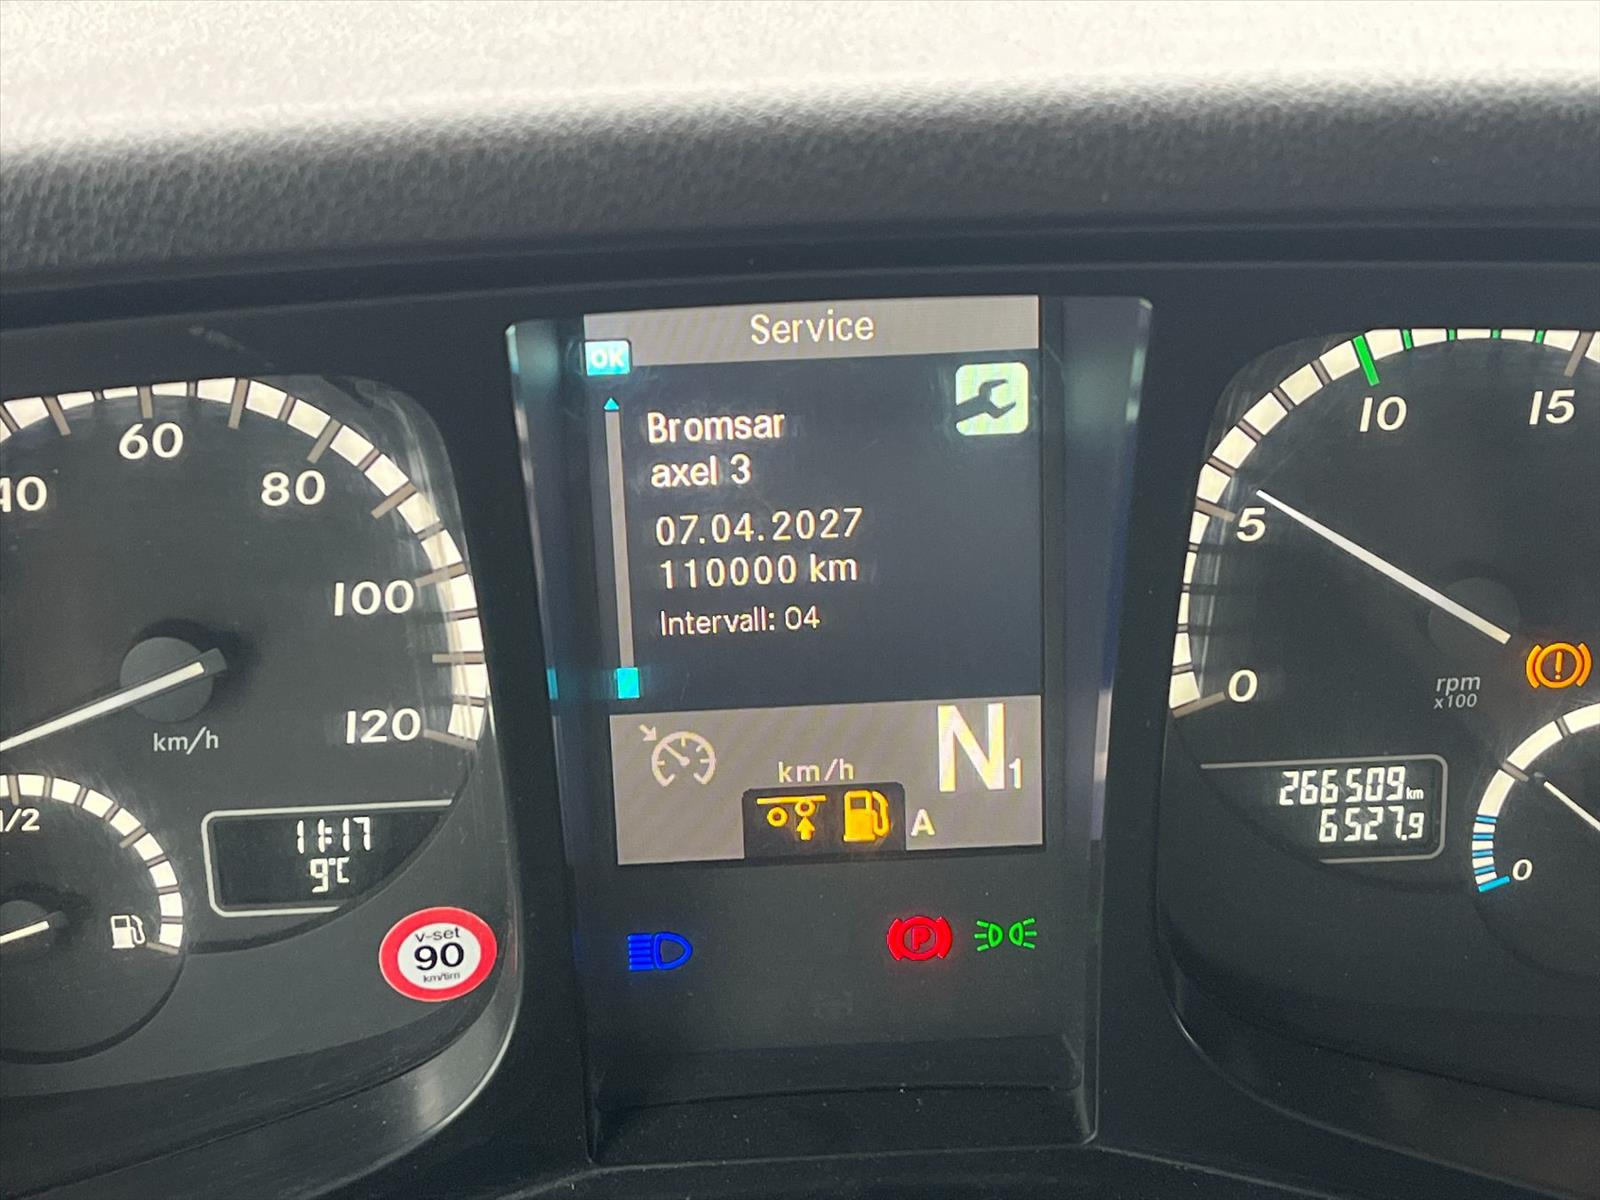 Service
OK
Bromsar
axel 3
07.04.2027
110000 km
Intervall: 04
km/h
N1
A
40
60
80
100
120
km/h
1/2
11:17
9°C
v-set
90
km/tim
0
5
10
15
rpm
x100
266509 km
6527.9
0
P